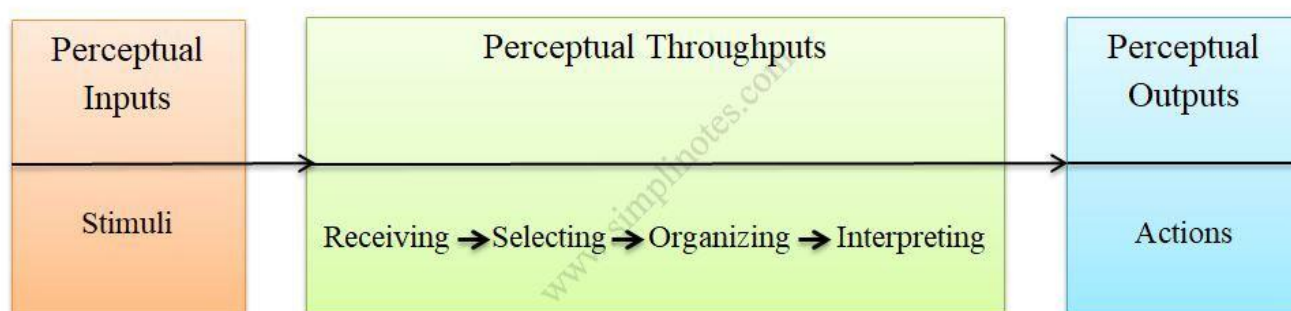 Perceptual
Inputs
Stimuli
Perceptual Throughputs
Receiving
Selecting
Organizing
Interpreting
Perceptual
Outputs
Actions
www.simplinotes.com